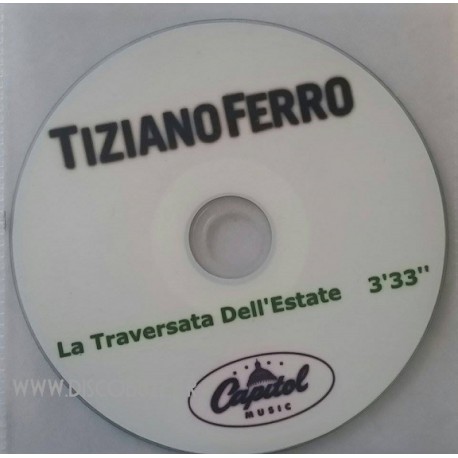 TIZIANOFERRO
La Traversata Dell'Estate 3'33''
Capitol
MUSIC